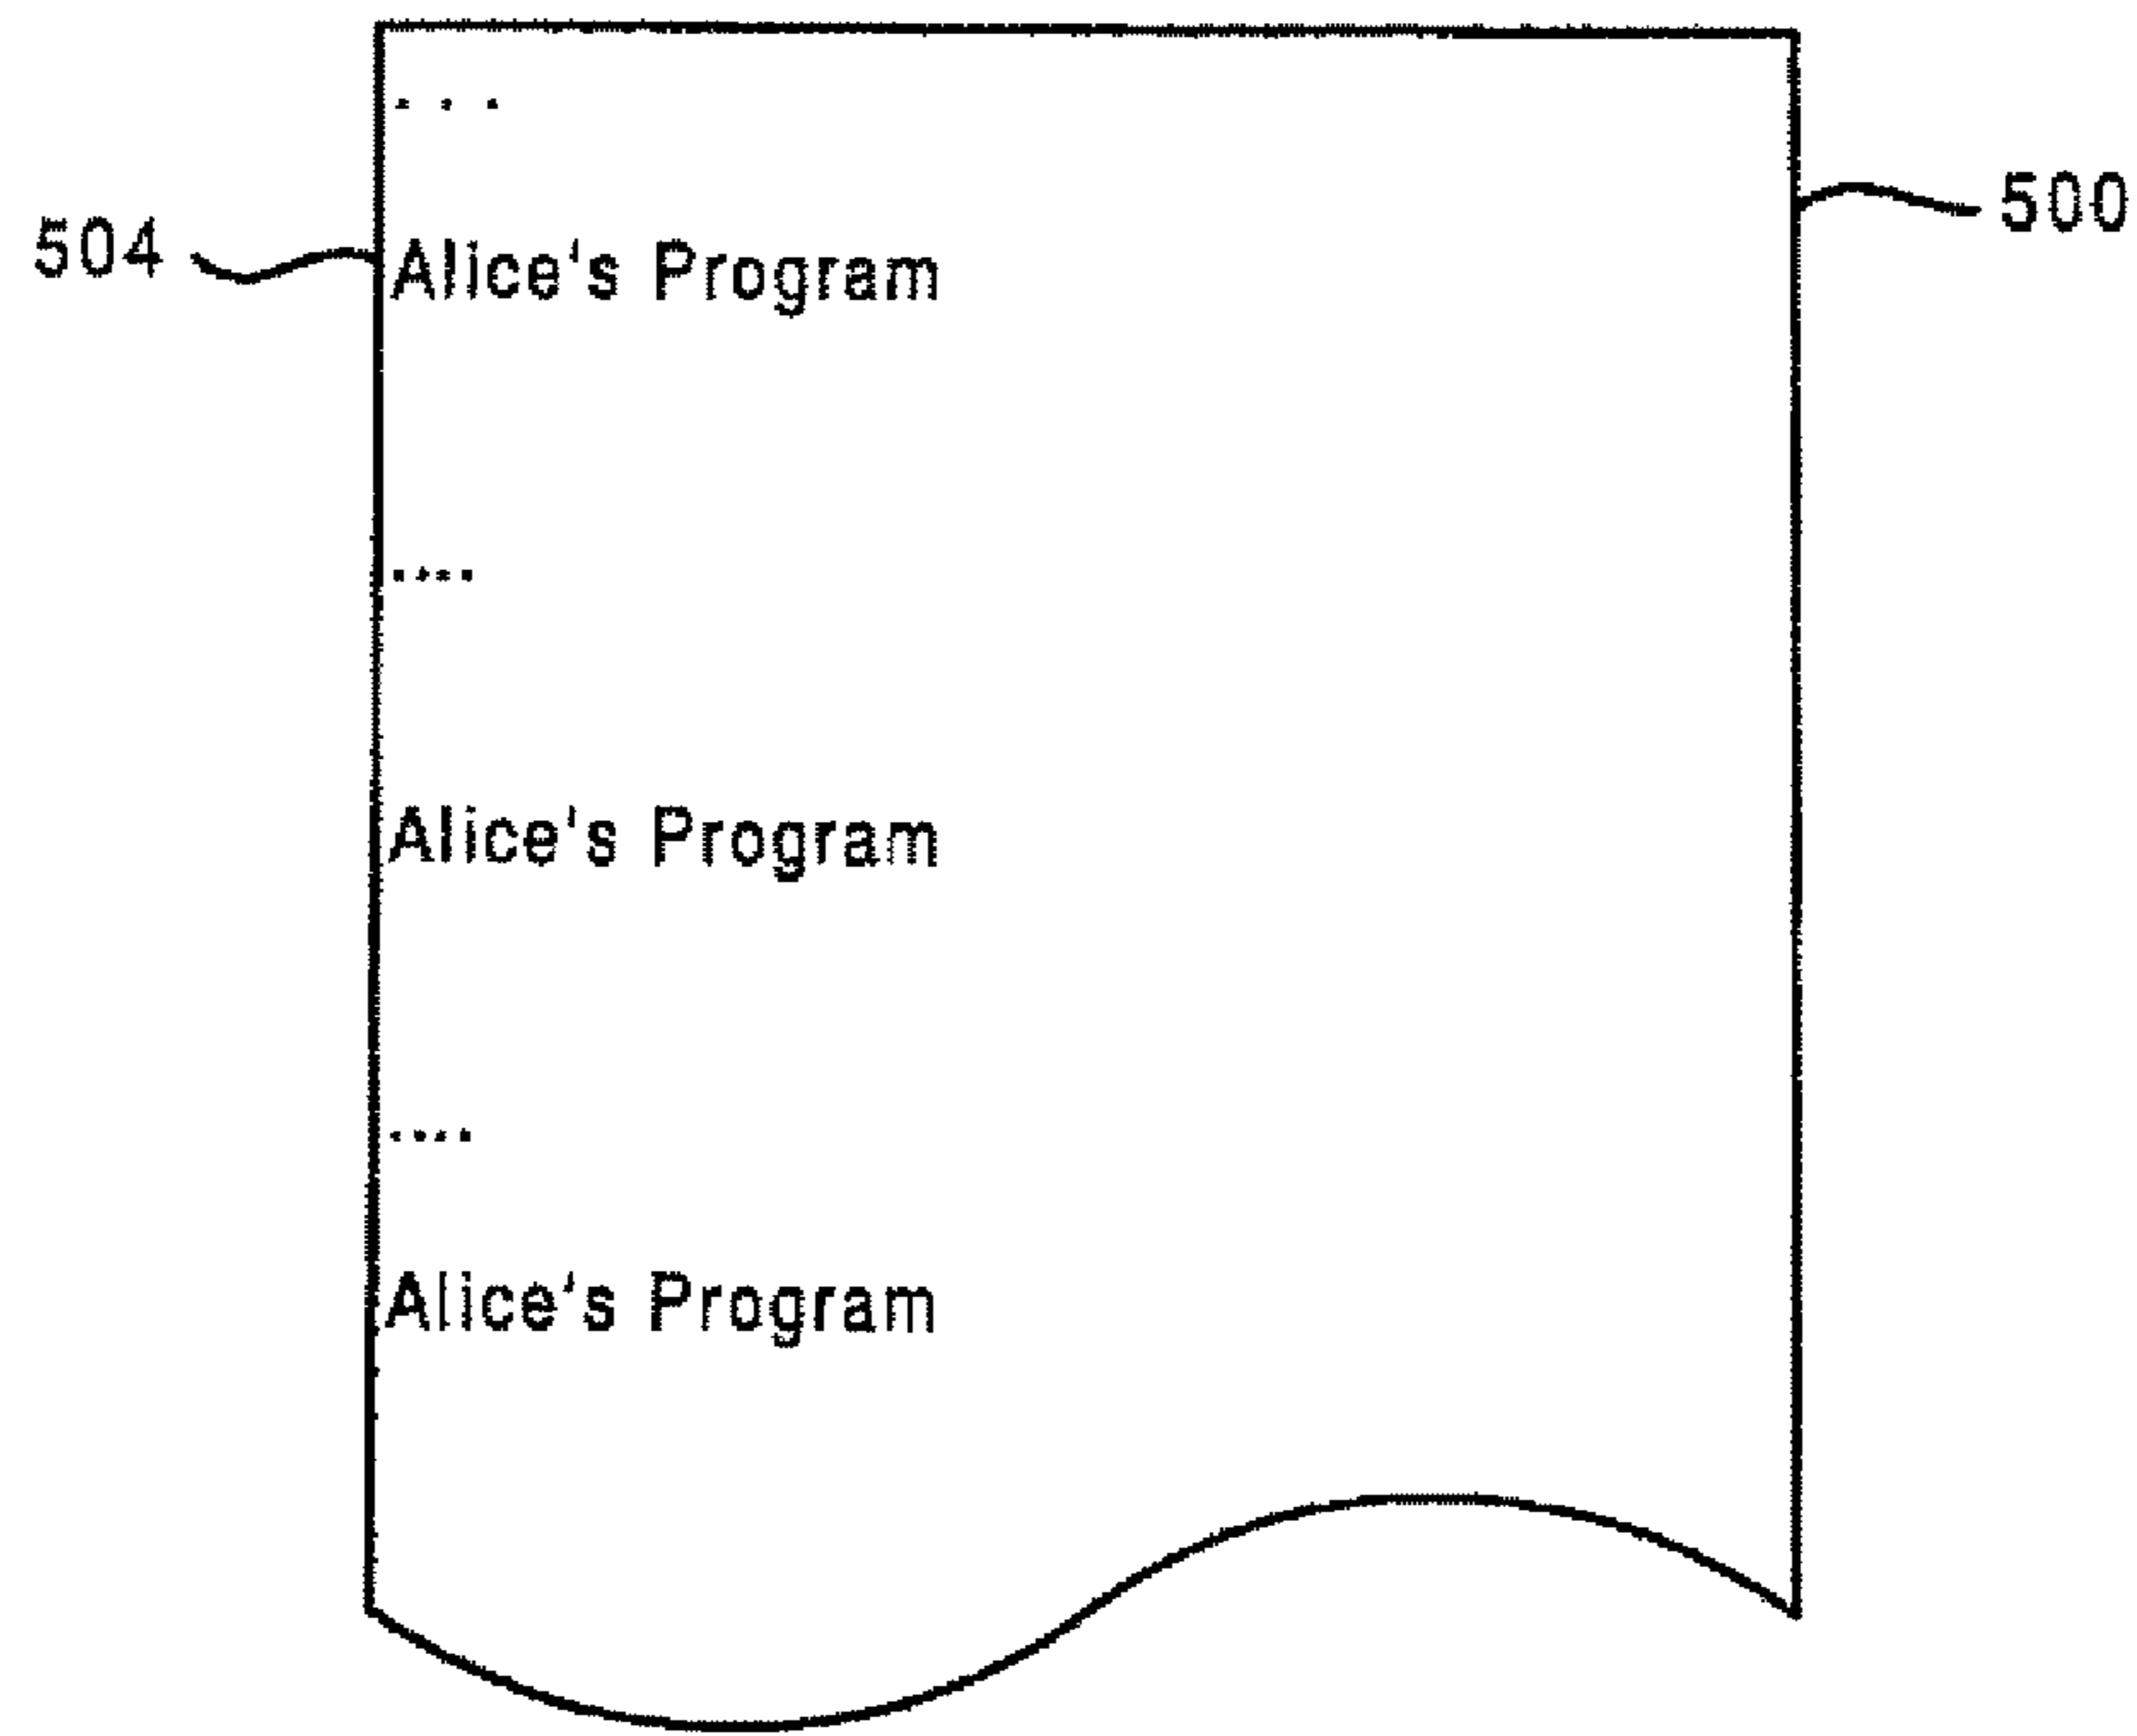 . . .
500
504
Alice's Program
....
Alice's Program
....
Alice's Program